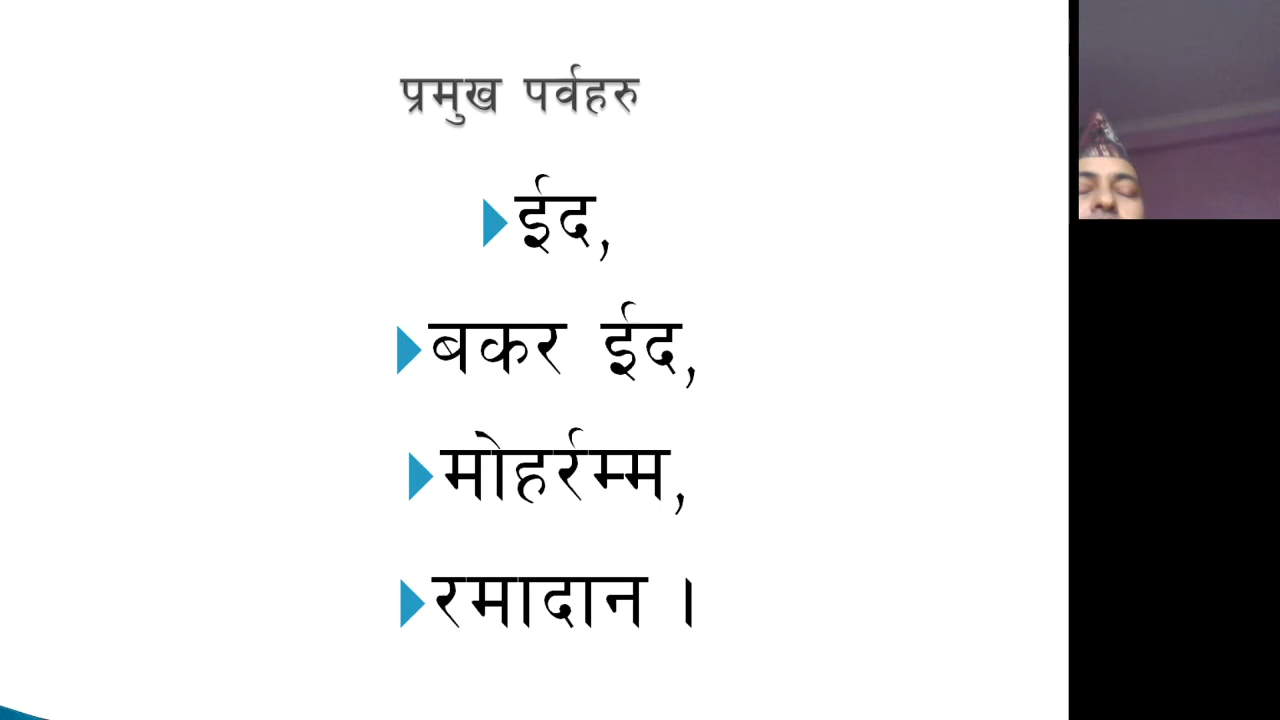 प्रमुख पर्वहरु
ईद,
बकर ईद,
मोहर्रम्म,
रमादान ।